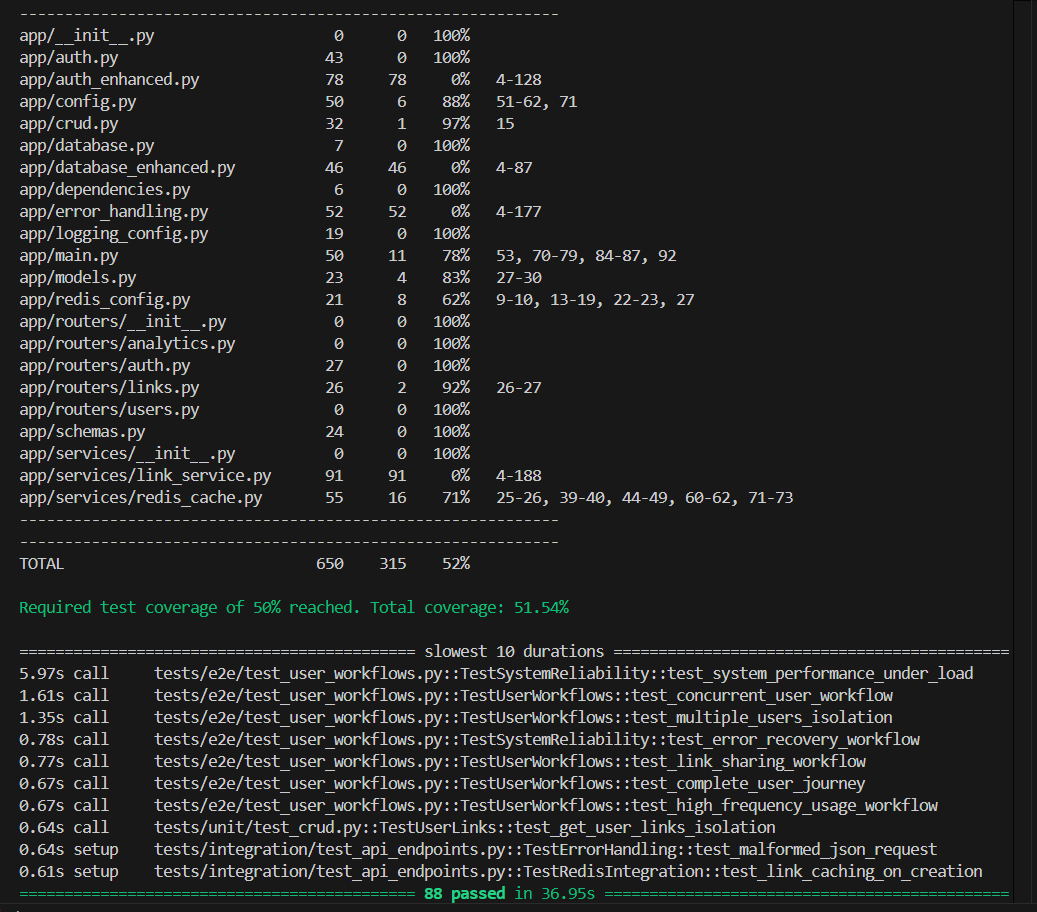 ------------------------------------------------------------
app/__init__.py 0 0 100%
app/auth.py 43 0 100%
app/auth_enhanced.py 78 78 0% 4-128
app/config.py 50 6 88% 51-62, 71
app/crud.py 32 1 97% 15
app/database.py 7 0 100%
app/database_enhanced.py 46 46 0% 4-87
app/dependencies.py 6 0 100%
app/error_handling.py 52 52 0% 4-177
app/logging_config.py 19 0 100%
app/main.py 50 11 78% 53, 70-79, 84-87, 92
app/models.py 23 4 83% 27-30
app/redis_config.py 21 8 62% 9-10, 13-19, 22-23, 27
app/routers/__init__.py 0 0 100%
app/routers/analytics.py 0 0 100%
app/routers/auth.py 27 0 100%
app/routers/links.py 26 2 92% 26-27
app/routers/users.py 0 0 100%
app/schemas.py 24 0 100%
app/services/__init__.py 0 0 100%
app/services/link_service.py 91 91 0% 4-188
app/services/redis_cache.py 55 16 71% 25-26, 39-40, 44-49, 60-62, 71-73
------------------------------------------------------------
------------------------------------------------------------
TOTAL 650 315 52%
Required test coverage of 50% reached. Total coverage: 51.54%
============================================ slowest 10 durations ============================================
5.97s call tests/e2e/test_user_workflows.py::TestSystemReliability::test_system_performance_under_load
1.61s call tests/e2e/test_user_workflows.py::TestUserWorkflows::test_concurrent_user_workflow
1.35s call tests/e2e/test_user_workflows.py::TestUserWorkflows::test_multiple_users_isolation
0.78s call tests/e2e/test_user_workflows.py::TestSystemReliability::test_error_recovery_workflow
0.77s call tests/e2e/test_user_workflows.py::TestUserWorkflows::test_link_sharing_workflow
0.67s call tests/e2e/test_user_workflows.py::TestUserWorkflows::test_complete_user_journey
0.67s call tests/e2e/test_user_workflows.py::TestUserWorkflows::test_high_frequency_usage_workflow
0.64s call tests/unit/test_crud.py::TestUserLinks::test_get_user_links_isolation
0.64s setup tests/integration/test_api_endpoints.py::TestErrorHandling::test_malformed_json_request
0.61s setup tests/integration/test_api_endpoints.py::TestRedisIntegration::test_link_caching_on_creation
============================================ 88 passed in 36.95s =============================================